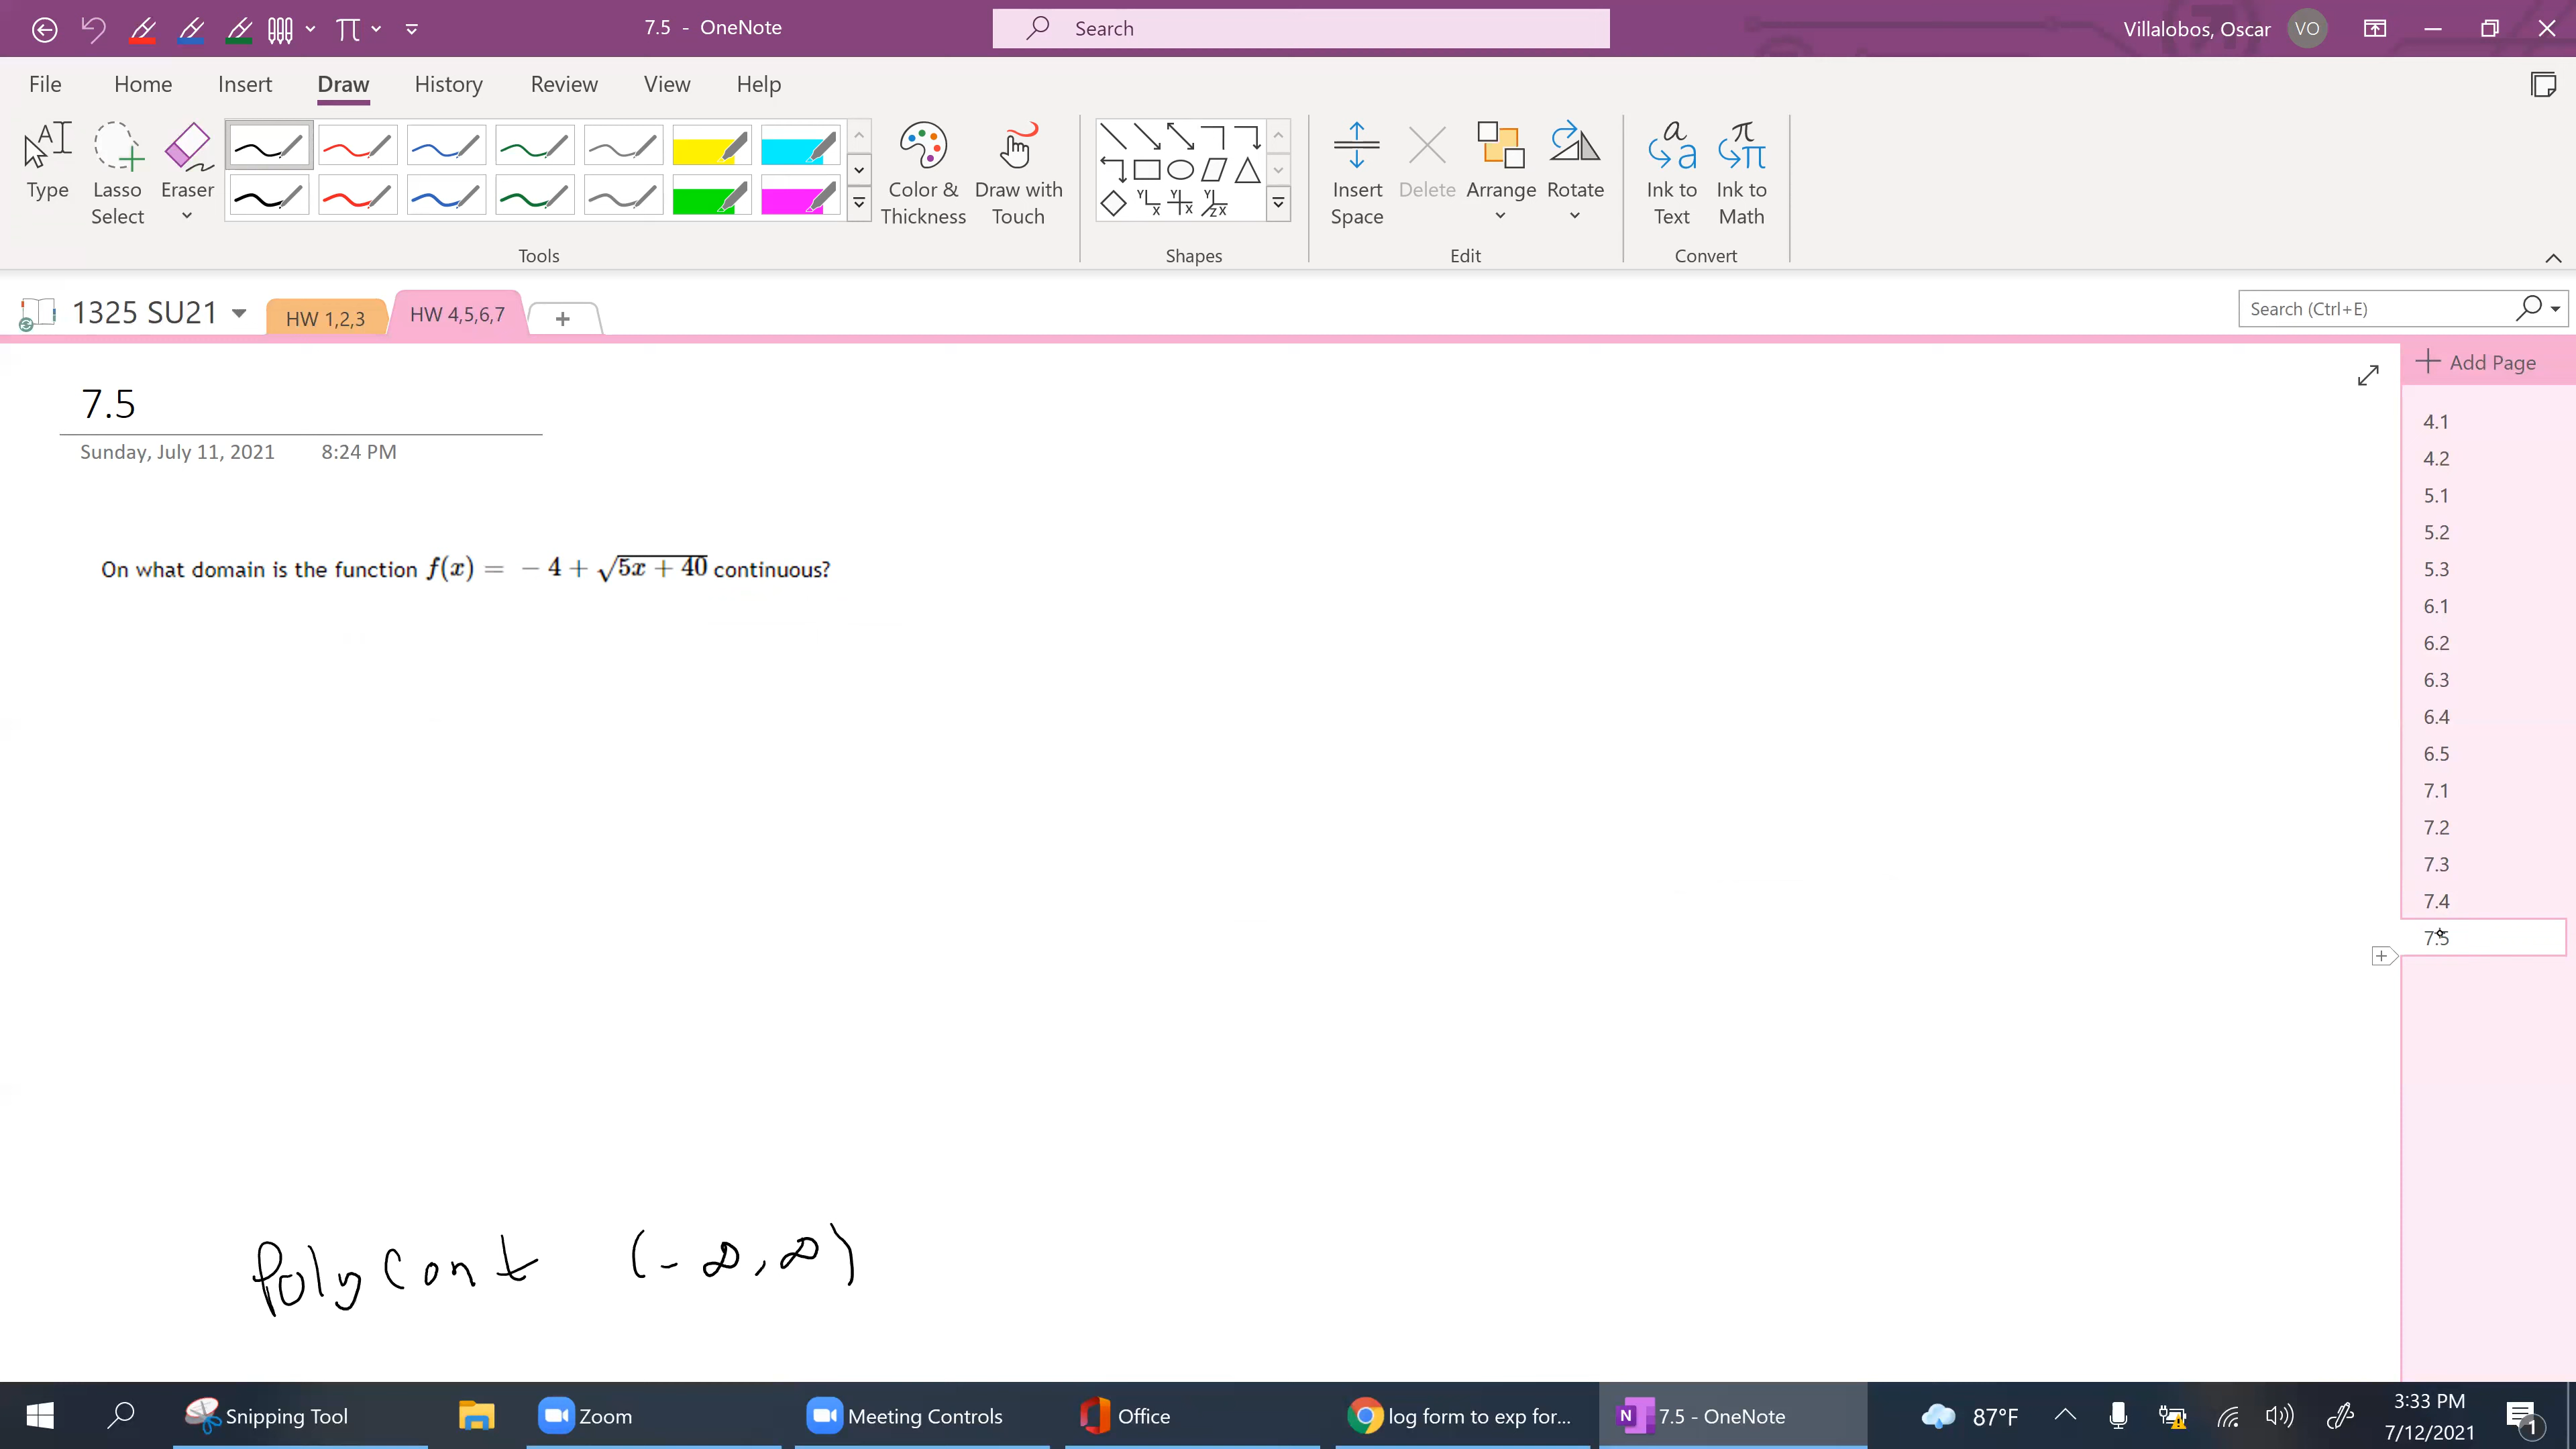 7.5 - OneNote
Search
Villalobos, Oscar
VO
File Home Insert Draw History Review View Help
Type
Lasso Select
Eraser
Color & Thickness
Draw with Touch
Insert Space
Delete
Arrange
Rotate
Ink to Text
Ink to Math
Tools
Shapes
Edit
Convert
1325 SU21
HW 1,2,3
HW 4,5,6,7
Search (Ctrl+E)
Add Page
7.5
Sunday, July 11, 2021 8:24 PM
On what domain is the function f(x) = − 4 + √(5x + 40) continuous?
Poly Cont (-∞,∞)
4.1
4.2
5.1
5.2
5.3
6.1
6.2
6.3
6.4
6.5
7.1
7.2
7.3
7.4
7.5
Snipping Tool
Zoom
Meeting Controls
Office
log form to exp for...
7.5 - OneNote
87°F
3:33 PM
7/12/2021
1